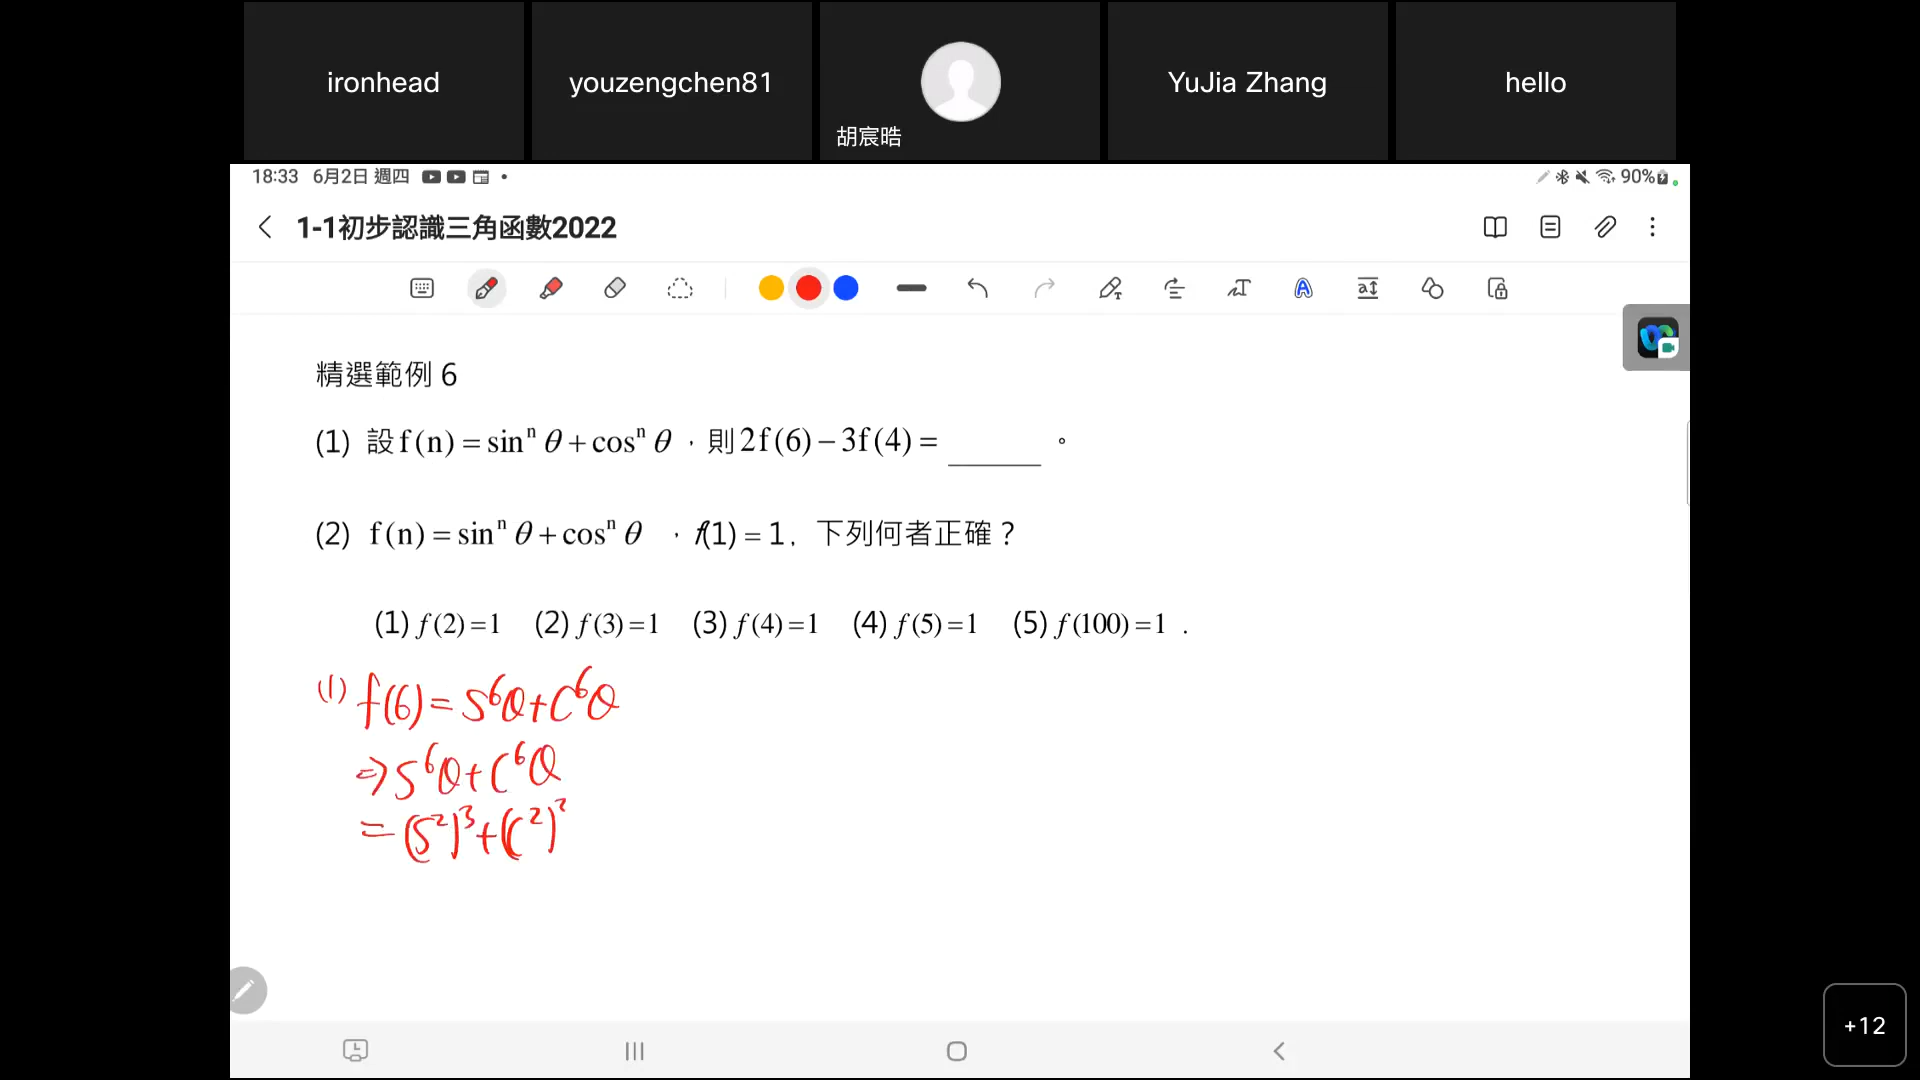 ironhead
youzengchen81
胡宸晧
YuJia Zhang
hello
18:33 6月2日 週四
90%
1-1初步認識三角函數2022
精選範例 6
(1) 設 f(n) = sinⁿ θ + cosⁿ θ ，則 2f(6) − 3f(4) = ______ 。
(2) f(n) = sinⁿ θ + cosⁿ θ ，f(1) = 1．下列何者正確？
(1) f(2) = 1 (2) f(3) = 1 (3) f(4) = 1 (4) f(5) = 1 (5) f(100) = 1 .
(1) f(6) = S⁶θ + C⁶θ
⇒ S⁶θ + C⁶θ
= (S²)³ + (C²)²
+12